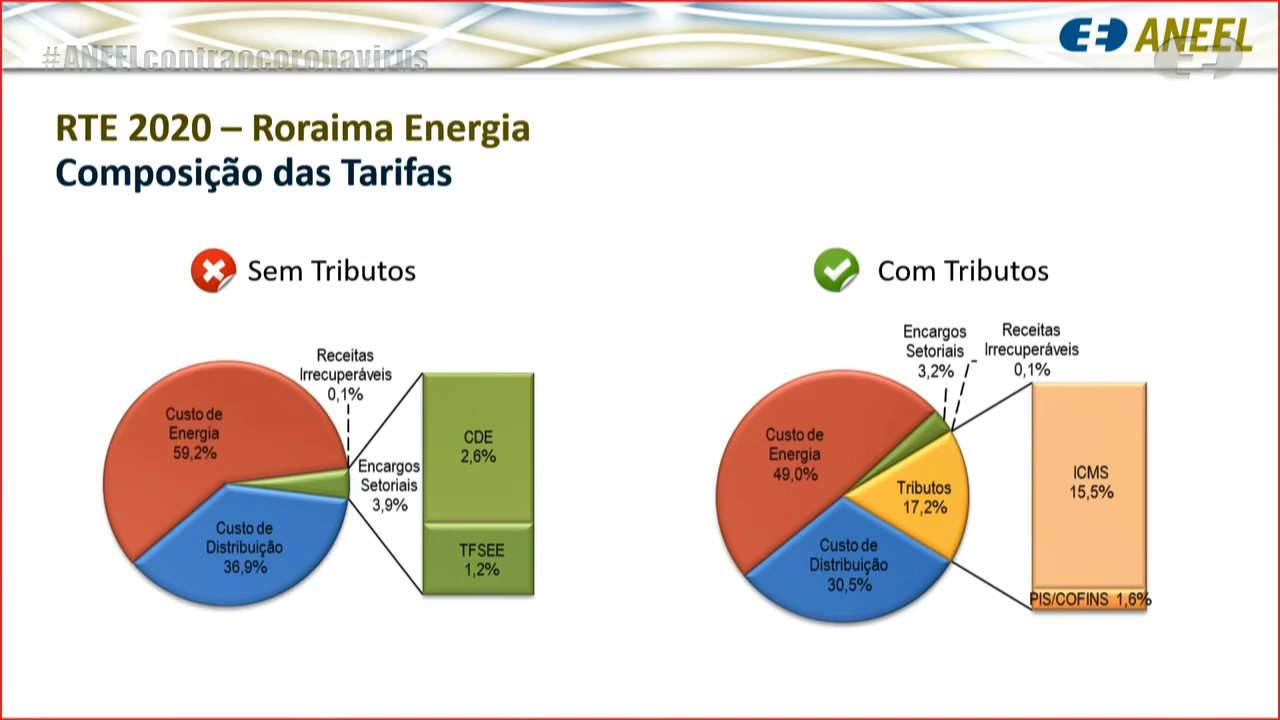 #ANEELcontraocoronavirus
ANEEL
RTE 2020 – Roraima Energia
Composição das Tarifas
Sem Tributos
Receitas
Irrecuperáveis
0,1%
Custo de
Energia
59,2%
Encargos
Setoriais
3,9%
Custo de
Distribuição
36,9%
CDE
2,6%
TFSEE
1,2%
Com Tributos
Encargos
Setoriais
3,2%
Receitas
Irrecuperáveis
0,1%
Custo de
Energia
49,0%
Tributos
17,2%
Custo de
Distribuição
30,5%
ICMS
15,5%
PIS/COFINS 1,6%